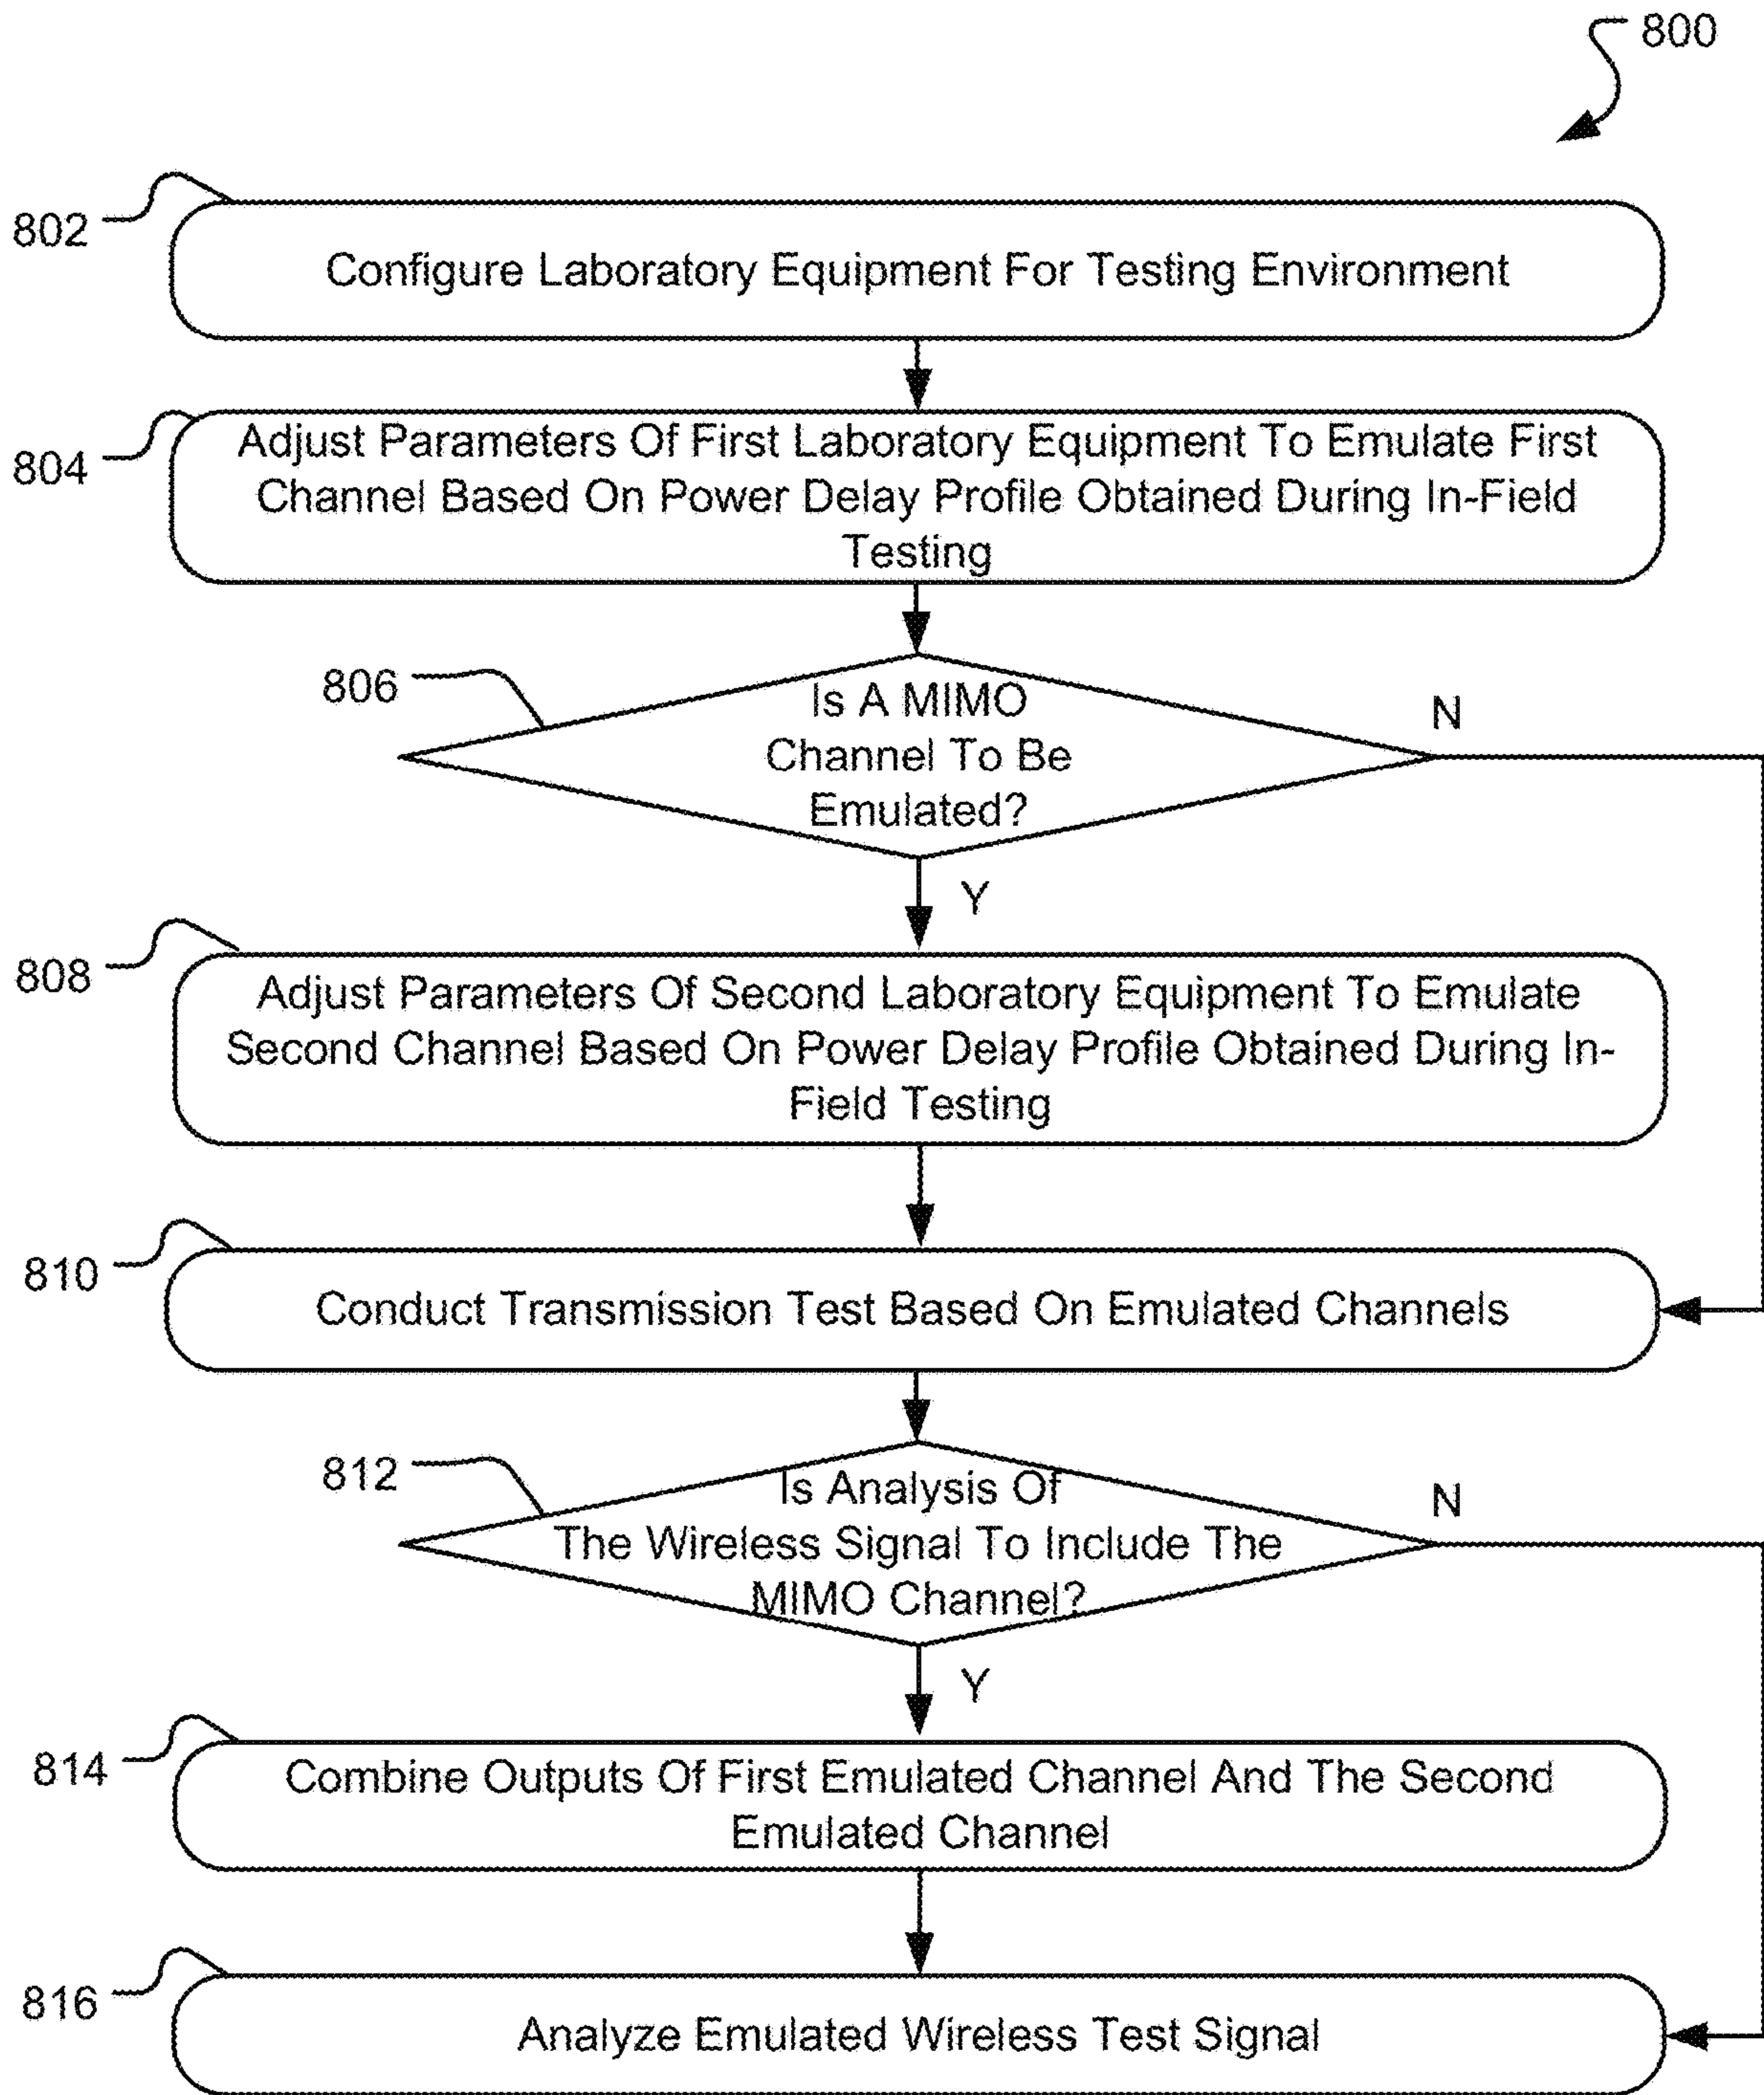 800
802
Configure Laboratory Equipment For Testing Environment
804
Adjust Parameters Of First Laboratory Equipment To Emulate First
Channel Based On Power Delay Profile Obtained During In-Field
Testing
806
Is A MIMO
Channel To Be
Emulated?
N
Y
808
Adjust Parameters Of Second Laboratory Equipment To Emulate
Second Channel Based On Power Delay Profile Obtained During In-
Field Testing
810
Conduct Transmission Test Based On Emulated Channels
812
Is Analysis Of
The Wireless Signal To Include The
MIMO Channel?
N
Y
814
Combine Outputs Of First Emulated Channel And The Second
Emulated Channel
816
Analyze Emulated Wireless Test Signal